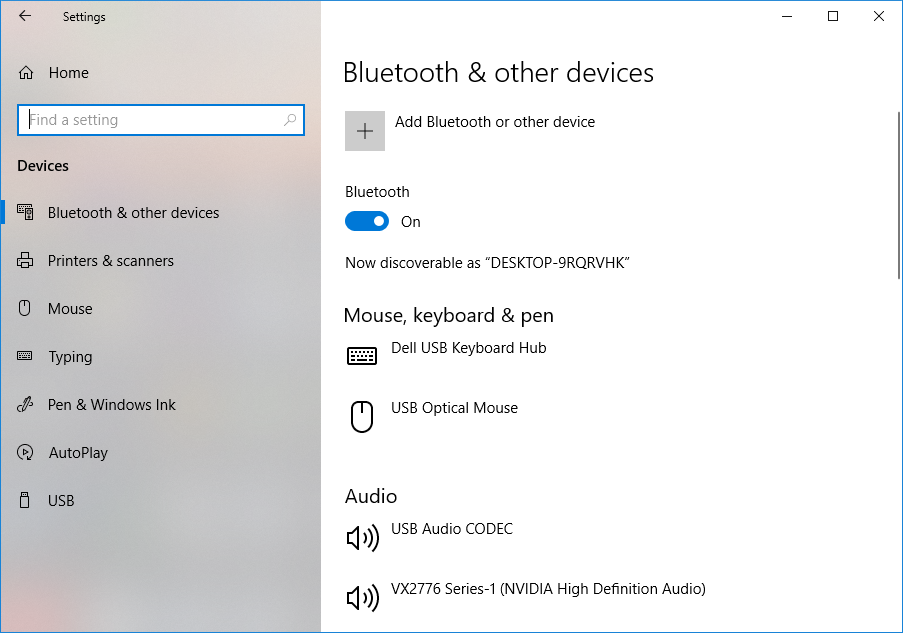 Settings
Home
Find a setting
Devices
Bluetooth & other devices
Printers & scanners
Mouse
Typing
Pen & Windows Ink
AutoPlay
USB
Bluetooth & other devices
Add Bluetooth or other device
Bluetooth
On
Now discoverable as “DESKTOP-9RQRVHK”
Mouse, keyboard & pen
Dell USB Keyboard Hub
USB Optical Mouse
Audio
USB Audio CODEC
VX2776 Series-1 (NVIDIA High Definition Audio)